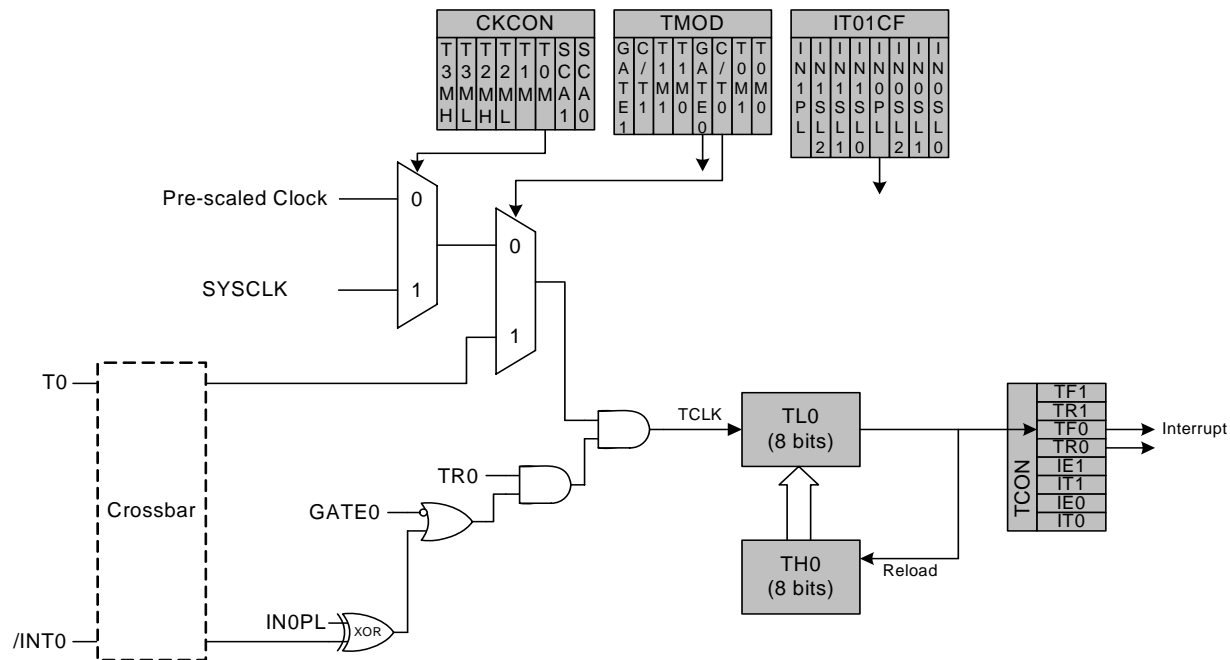 CKCON
T3MH
T3ML
T2MH
T2ML
T1M
T0M
SCA1
SCA0
TMOD
GATE1
C/T1
T1M1
T1M0
GATE0
C/T0
T0M1
T0M0
IT01CF
IN1PL
IN1SL2
IN1SL1
IN1SL0
IN0PL
IN0SL2
IN0SL1
IN0SL0
Pre-scaled Clock
0
SYSCLK
1
0
1
T0
Crossbar
/INT0
TR0
GATE0
IN0PL
XOR
TCLK
TL0
(8 bits)
TH0
(8 bits)
Reload
TCON
TF1
TR1
TF0
TR0
IE1
IT1
IE0
IT0
Interrupt